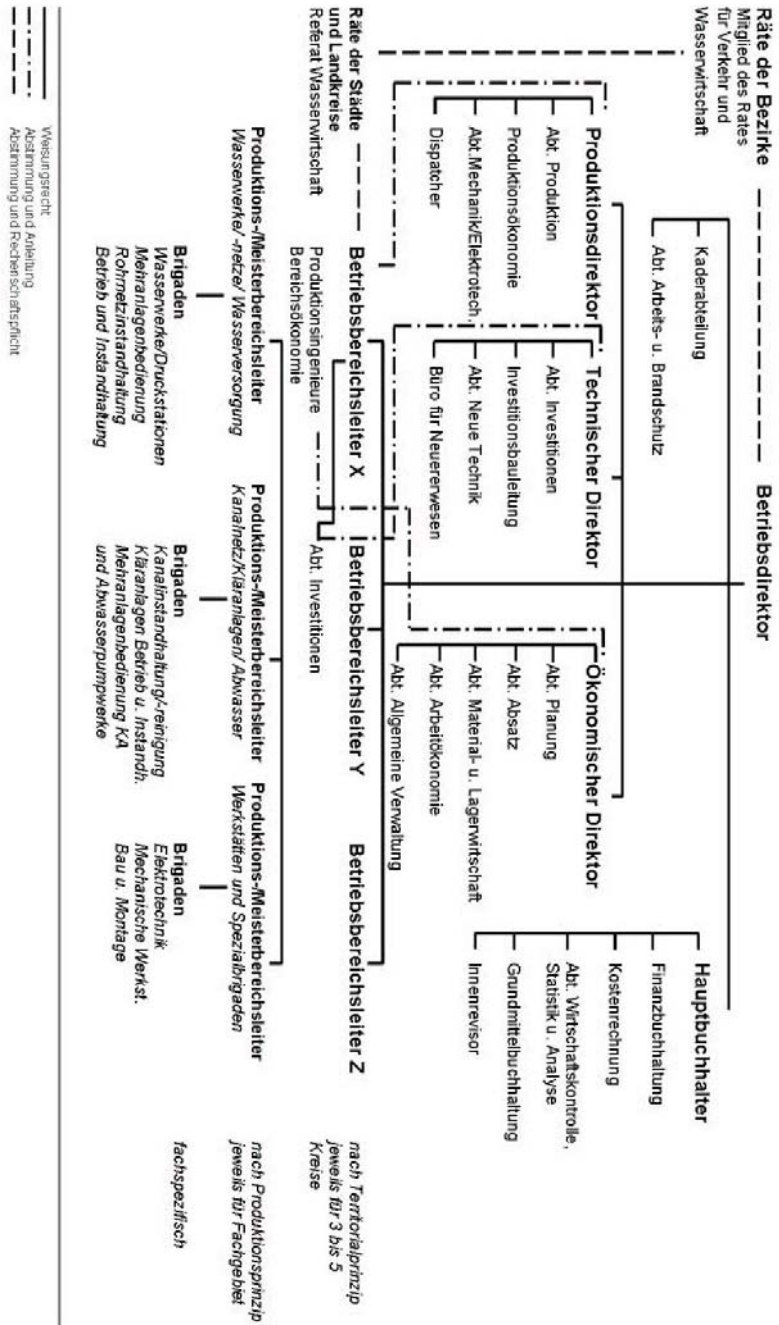 Räte der Bezirke
Mitglied des Rates
für Verkehr und
Wasserwirtschaft
Betriebsdirektor
Kaderabteilung
Abt. Arbeits- u. Brandschutz
Hauptbuchhalter
Finanzbuchhaltung
Kostenrechnung
Abt. Wirtschaftskontrolle,
Statistik u. Analyse
Grundmittelbuchhaltung
Innenrevisor
Produktionsdirektor
Abt. Produktion
Produktionsökonomie
Abt.Mechanik/Elektrotech.
Dispatcher
Technischer Direktor
Abt. Investitionen
Investitionsbauleitung
Abt. Neue Technik
Büro für Neuererwesen
Ökonomischer Direktor
Abt. Planung
Abt. Absatz
Abt. Material- u. Lagerwirtschaft
Abt. Arbeitökonomie
Abt. Allgemeine Verwaltung
Räte der Städte
und Landkreise
Referat Wasserwirtschaft
Betriebsbereichsleiter X
Produktionsingenieure
Bereichsökonomie
Abt. Investitionen
Betriebsbereichsleiter Y
Betriebsbereichsleiter Z
nach Territorialprinzip
jeweils für 3 bis 5
Kreise
Produktions-/Meisterbereichsleiter
Wasserwerke/ -netze/ Wasserversorgung
Produktions-/Meisterbereichsleiter
Kanalnetz/Kläranlagen/ Abwasser
Produktions-/Meisterbereichsleiter
Werkstätten und Spezialbrigaden
nach Produktionsprinzip
jeweils für Fachgebiet
Brigaden
Wasserwerke/Druckstationen
Mehranlagenbedienung
Rohrnetzinstandhaltung
Betrieb und Instandhaltung
Brigaden
Kanalinstandhaltung/-reinigung
Kläranlagen Betrieb u. Instandh.
Mehranlagenbedienung KA
und Abwasserpumpwerke
Brigaden
Elektrotechnik
Mechanische Werkst.
Bau u. Montage
fachspezifisch
Weisungsrecht
Abstimmung und Anleitung
Abstimmung und Rechenschaftspflicht